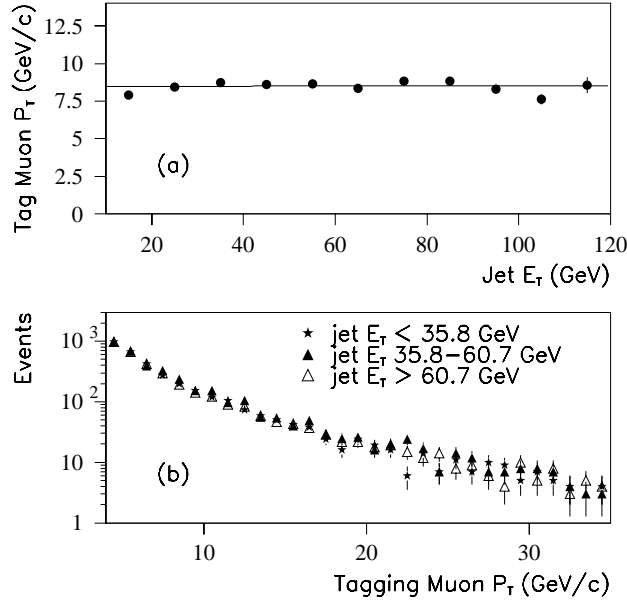 Tag Muon P_T (GeV/c)
12.5
10
7.5
5
2.5
0
(a)
20 40 60 80 100 120
Jet E_T (GeV)
Events
10^3
10^2
10
1
★ jet E_T < 35.8 GeV
▲ jet E_T 35.8–60.7 GeV
△ jet E_T > 60.7 GeV
(b)
10 20 30
Tagging Muon P_T (GeV/c)